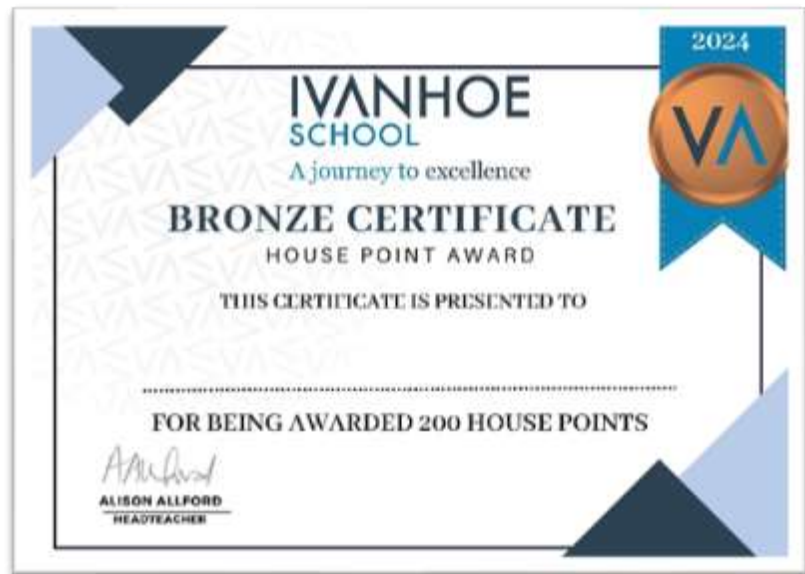 2024
IVANHOE
SCHOOL
A journey to excellence
BRONZE CERTIFICATE
HOUSE POINT AWARD
THIS CERTIFICATE IS PRESENTED TO
FOR BEING AWARDED 200 HOUSE POINTS
ALISON ALLFORD
HEADTEACHER